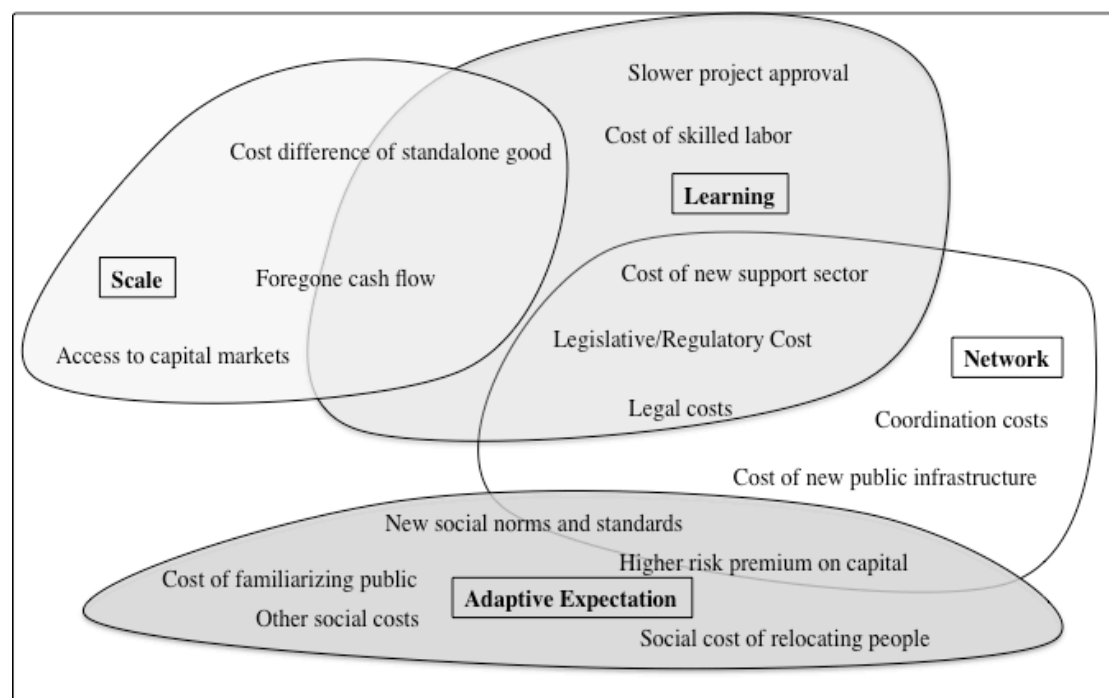 Slower project approval
Cost of skilled labor
Cost difference of standalone good
Learning
Scale
Foregone cash flow
Cost of new support sector
Access to capital markets
Legislative/Regulatory Cost
Network
Legal costs
Coordination costs
Cost of new public infrastructure
New social norms and standards
Higher risk premium on capital
Cost of familiarizing public
Adaptive Expectation
Other social costs
Social cost of relocating people